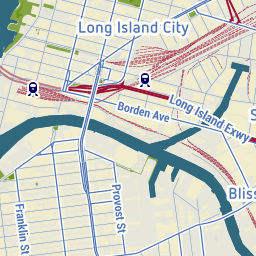 Long Island City
Long Island Exwy
Borden Ave
S
Bliss
Provost St
Franklin St